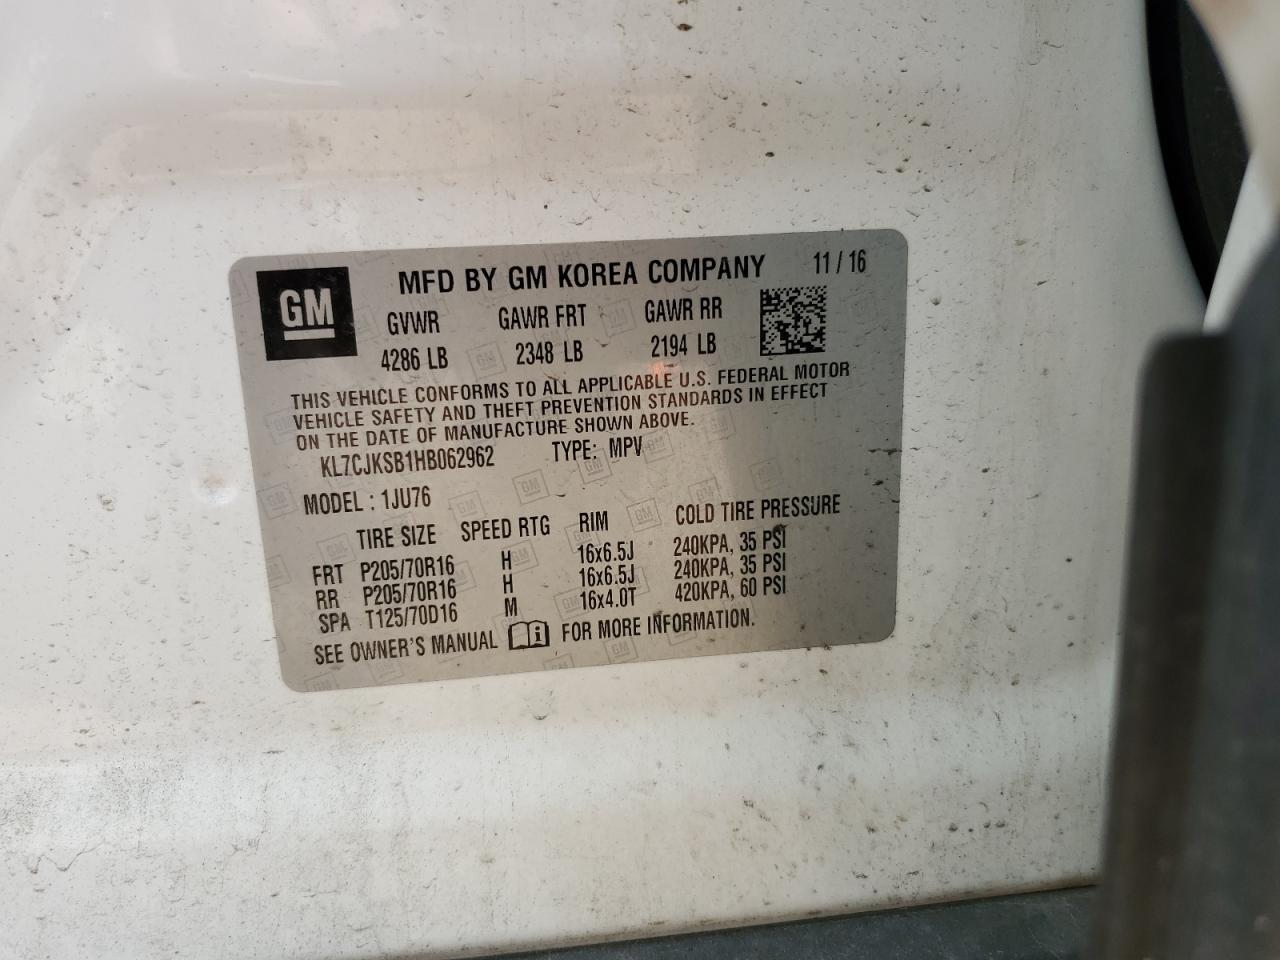 GM
MFD BY GM KOREA COMPANY 11 / 16
GVWR GAWR FRT GAWR RR
4286 LB 2348 LB 2194 LB
THIS VEHICLE CONFORMS TO ALL APPLICABLE U.S. FEDERAL MOTOR
VEHICLE SAFETY AND THEFT PREVENTION STANDARDS IN EFFECT
ON THE DATE OF MANUFACTURE SHOWN ABOVE.
KL7CJKSB1HB062962 TYPE: MPV
MODEL : 1JU76
TIRE SIZE SPEED RTG RIM COLD TIRE PRESSURE
FRT P205/70R16 H 16x6.5J 240KPA, 35 PSI
RR P205/70R16 H 16x6.5J 240KPA, 35 PSI
SPA T125/70D16 M 16x4.0T 420KPA, 60 PSI
SEE OWNER'S MANUAL i FOR MORE INFORMATION.